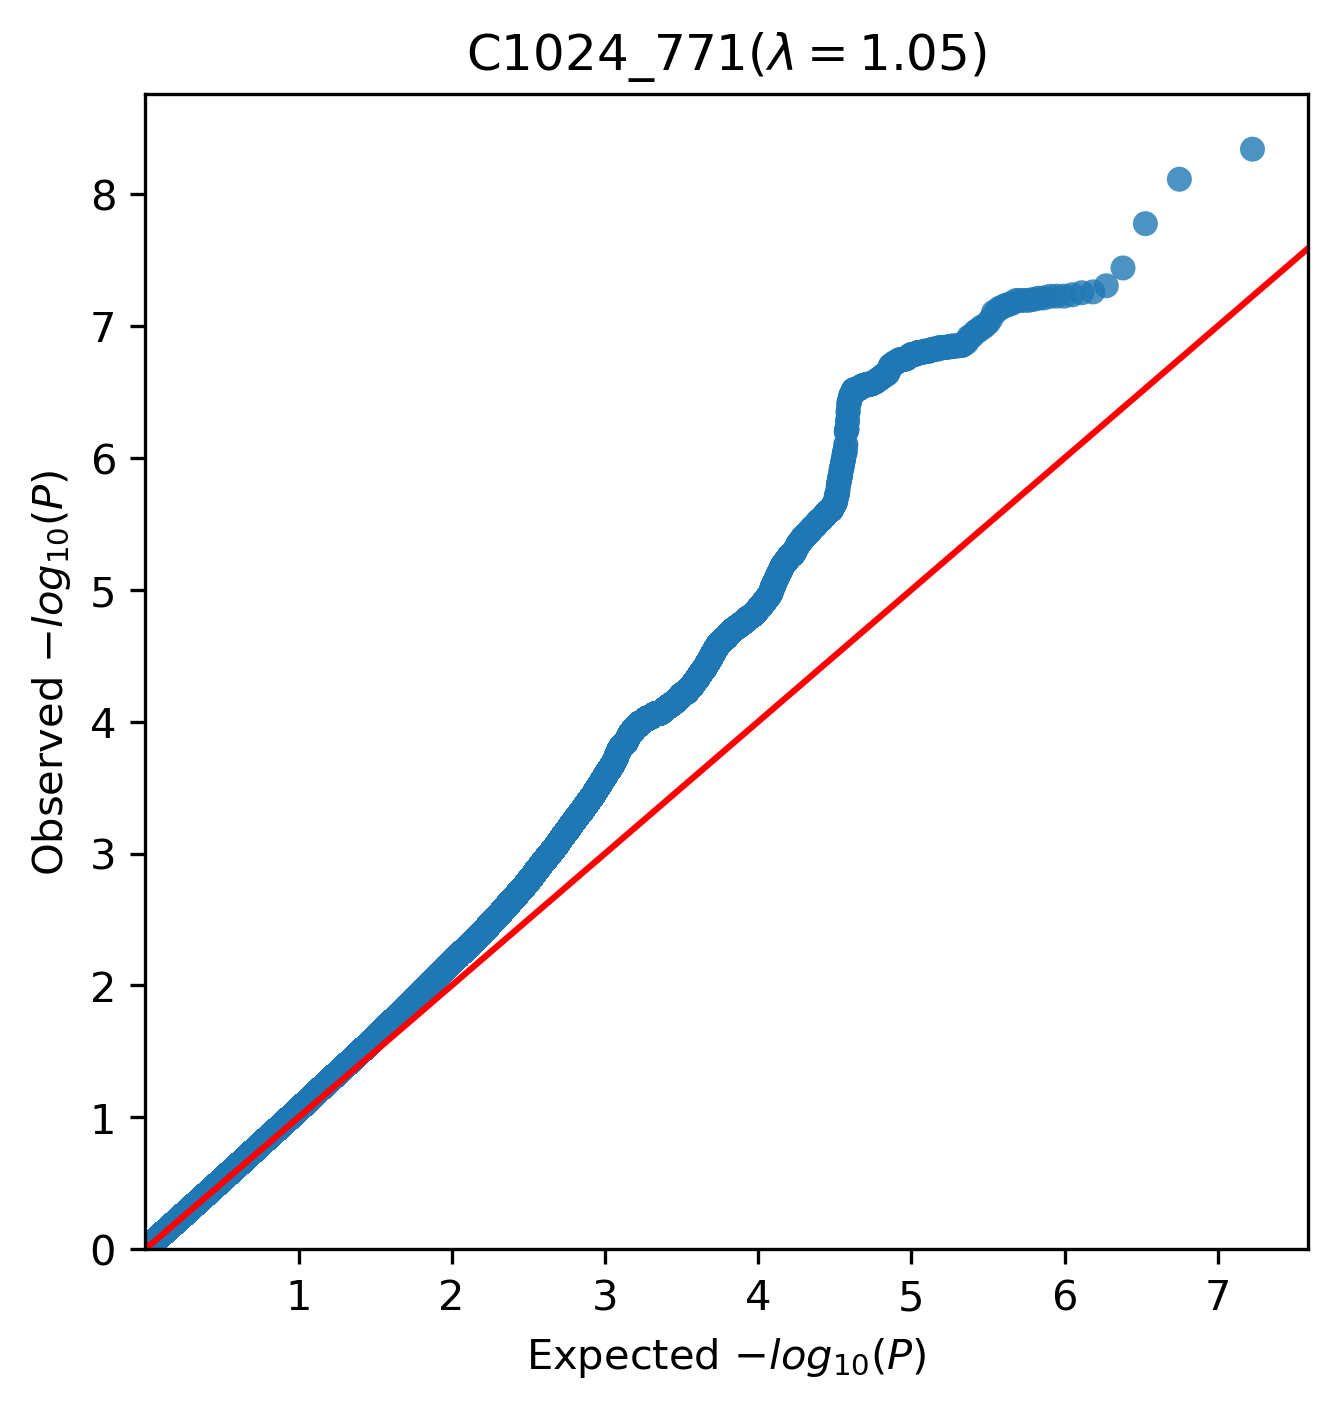 C1024_771(λ = 1.05)
Observed −log₁₀(P)
8
7
6
5
4
3
2
1
0
1 2 3 4 5 6 7
Expected −log₁₀(P)